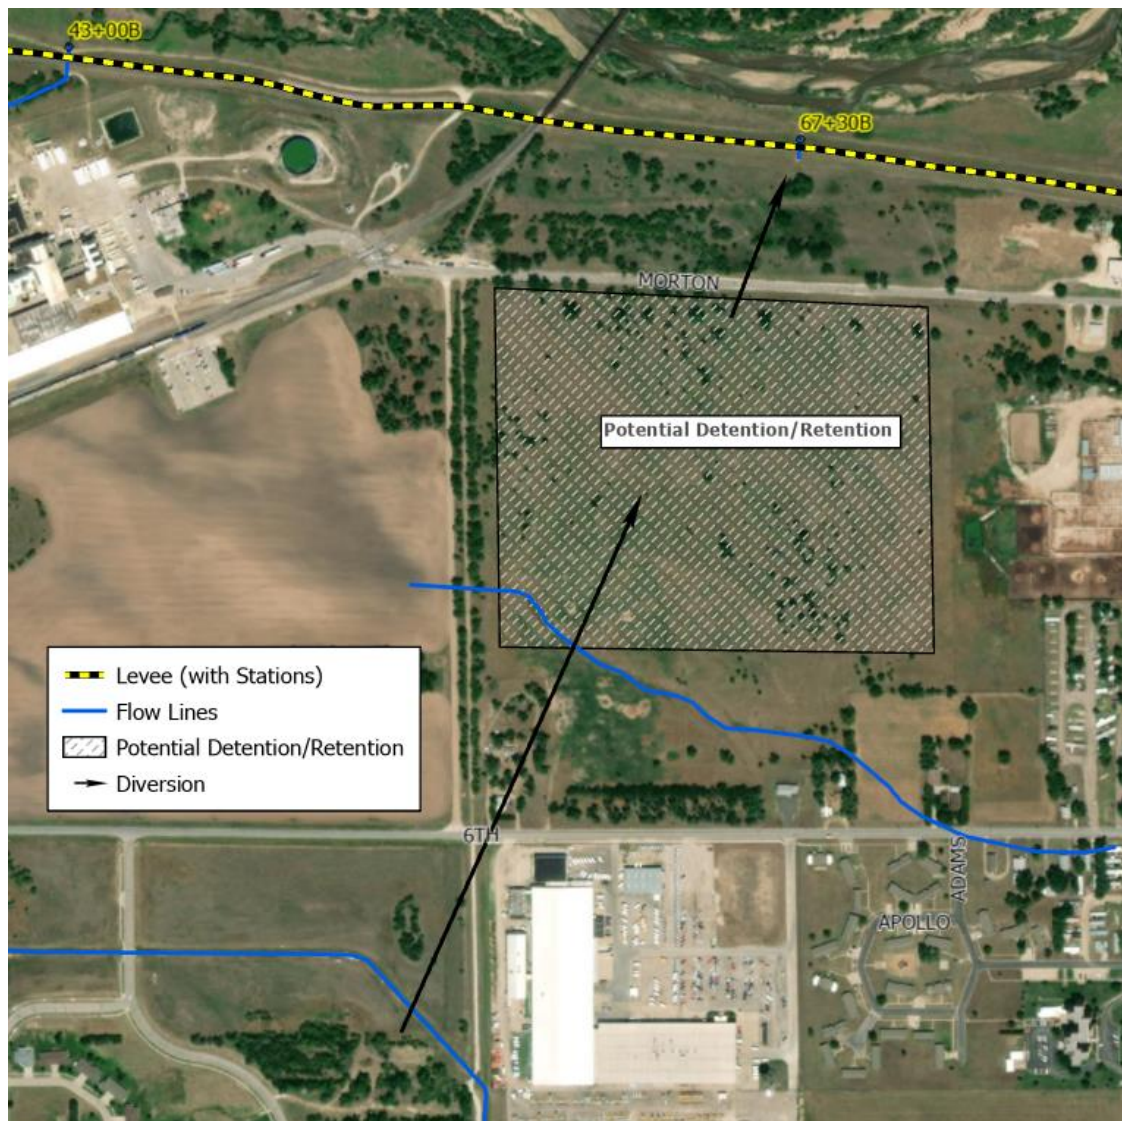 43+00B
67+30B
MORTON
Potential Detention/Retention
Levee (with Stations)
Flow Lines
Potential Detention/Retention
Diversion
6TH
ADAMS
APOLLO